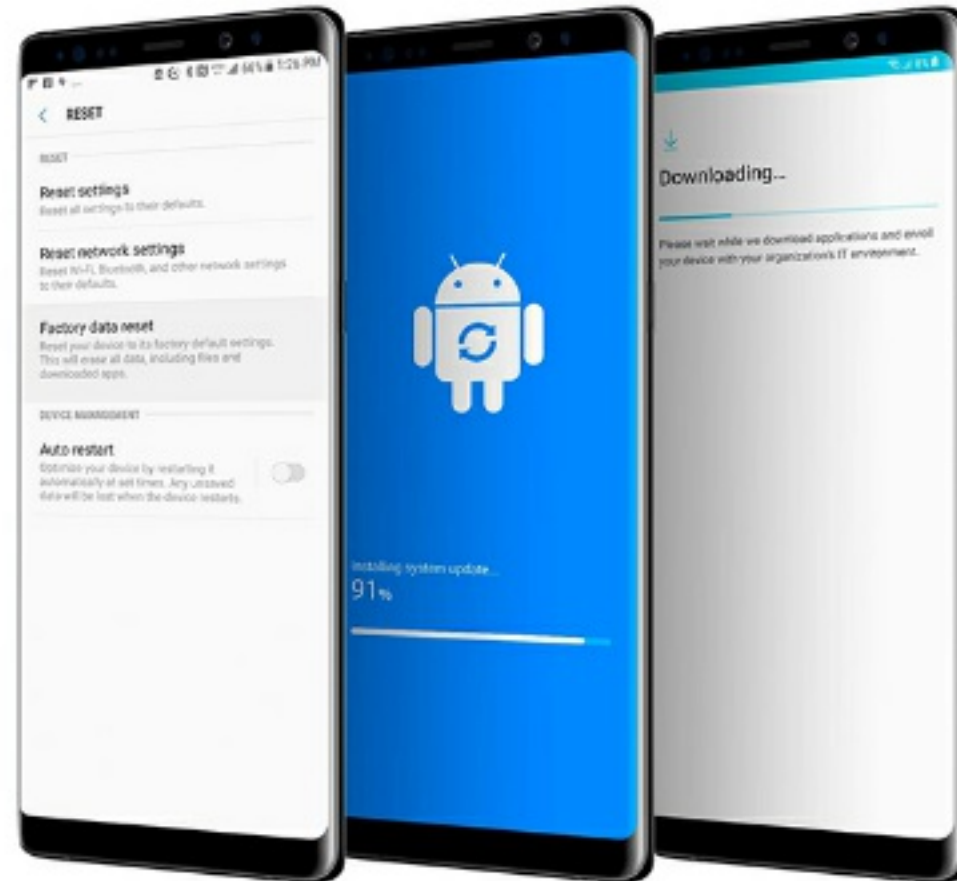 1:26 PM
RESET
RESET
Reset settings
Reset all settings to their defaults.
Reset network settings
Reset Wi-Fi, Bluetooth, and other network settings
to their defaults.
Factory data reset
Reset your device to its factory default settings.
This will erase all data, including files and
downloaded apps.
DEVICE MANAGEMENT
Auto restart
Optimize your device by restarting it
automatically at set times. Any unsaved
data will be lost when the device restarts.
Installing system update...
91%
Downloading...
Please wait while we download applications and enroll
your device with your organization's IT environment.